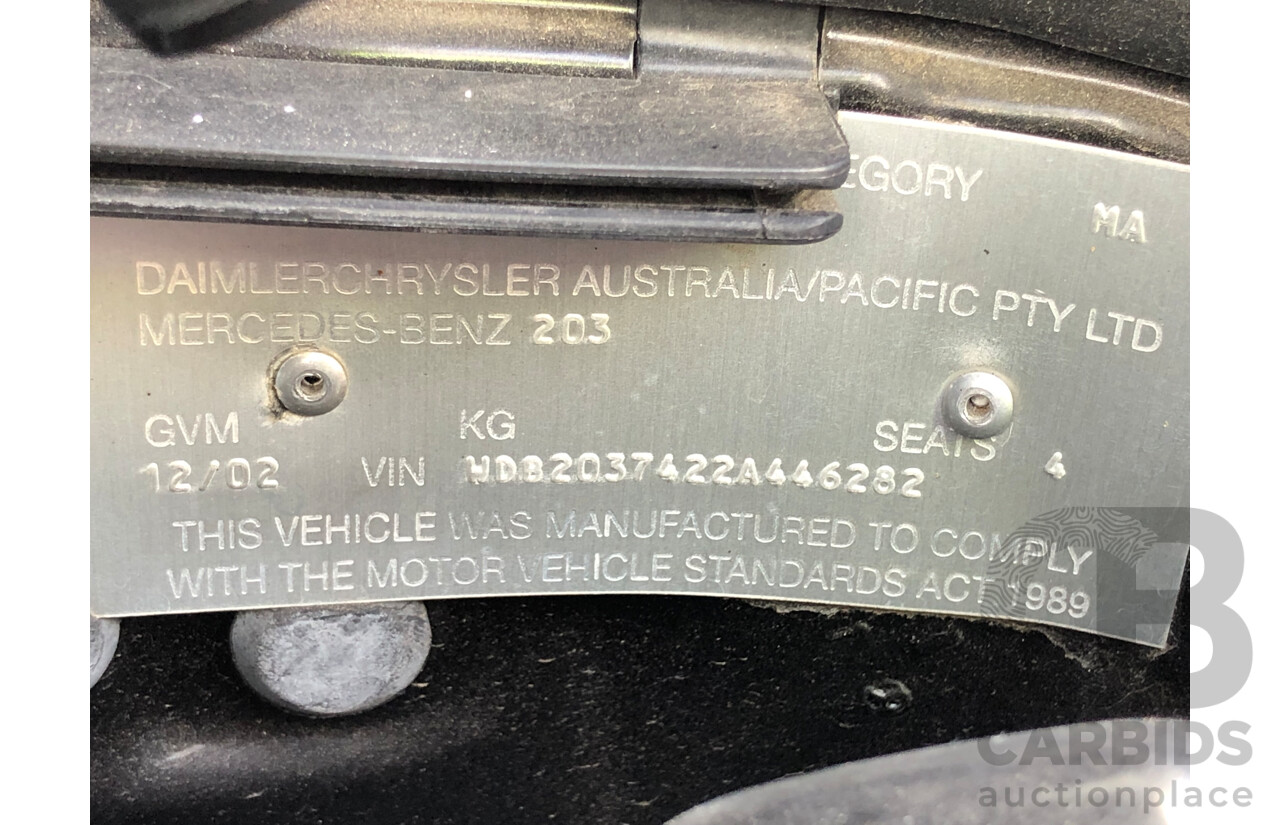 EGORY MA
DAIMLERCHRYSLER AUSTRALIA/PACIFIC PTY LTD
MERCEDES-BENZ 203
GVM KG SEATS 4
12/02 VIN WDB2037422A446282
THIS VEHICLE WAS MANUFACTURED TO COMPLY
WITH THE MOTOR VEHICLE STANDARDS ACT 1989
CARBIDS
auctionplace